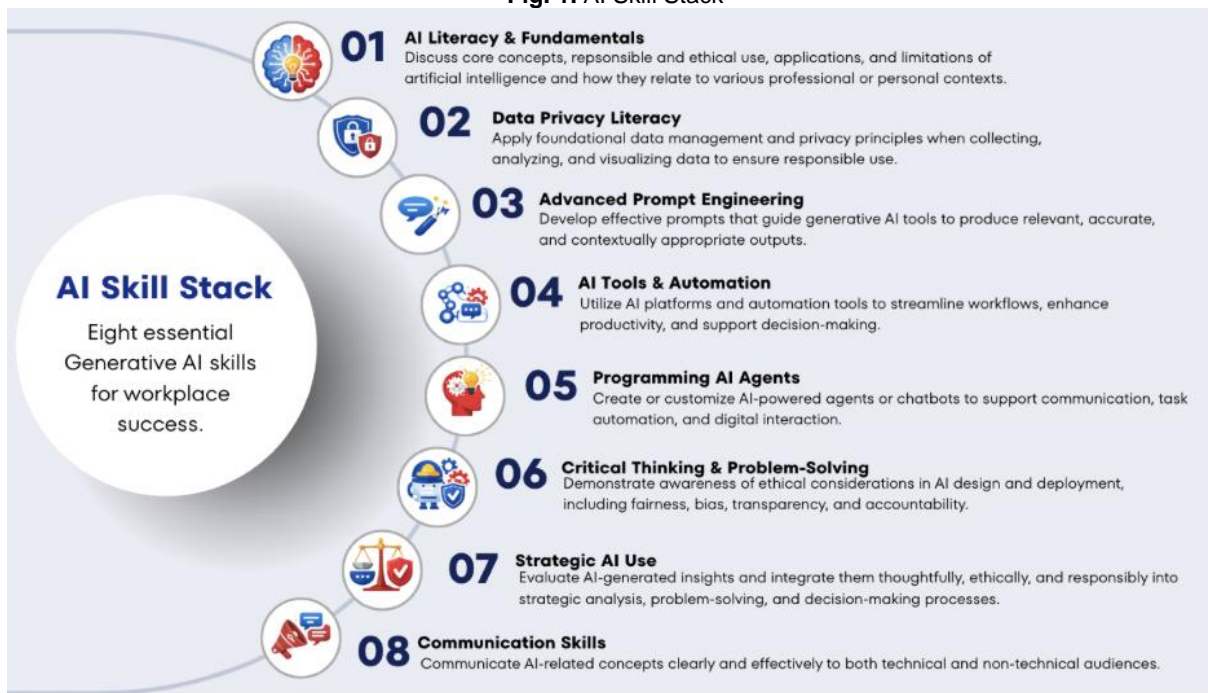 Fig. 1. AI Skill Stack
01
AI Literacy & Fundamentals
Discuss core concepts, repsonsible and ethical use, applications, and limitations of
artificial intelligence and how they relate to various professional or personal contexts.
02
Data Privacy Literacy
Apply foundational data management and privacy principles when collecting,
analyzing, and visualizing data to ensure responsible use.
03
Advanced Prompt Engineering
Develop effective prompts that guide generative AI tools to produce relevant, accurate,
and contextually appropriate outputs.
AI Skill Stack
Eight essential
Generative AI skills
for workplace
success.
04
AI Tools & Automation
Utilize AI platforms and automation tools to streamline workflows, enhance
productivity, and support decision-making.
05
Programming AI Agents
Create or customize AI-powered agents or chatbots to support communication, task
automation, and digital interaction.
06
Critical Thinking & Problem-Solving
Demonstrate awareness of ethical considerations in AI design and deployment,
including fairness, bias, transparency, and accountability.
07
Strategic AI Use
Evaluate AI-generated insights and integrate them thoughtfully, ethically, and responsibly into
strategic analysis, problem-solving, and decision-making processes.
08
Communication Skills
Communicate AI-related concepts clearly and effectively to both technical and non-technical audiences.